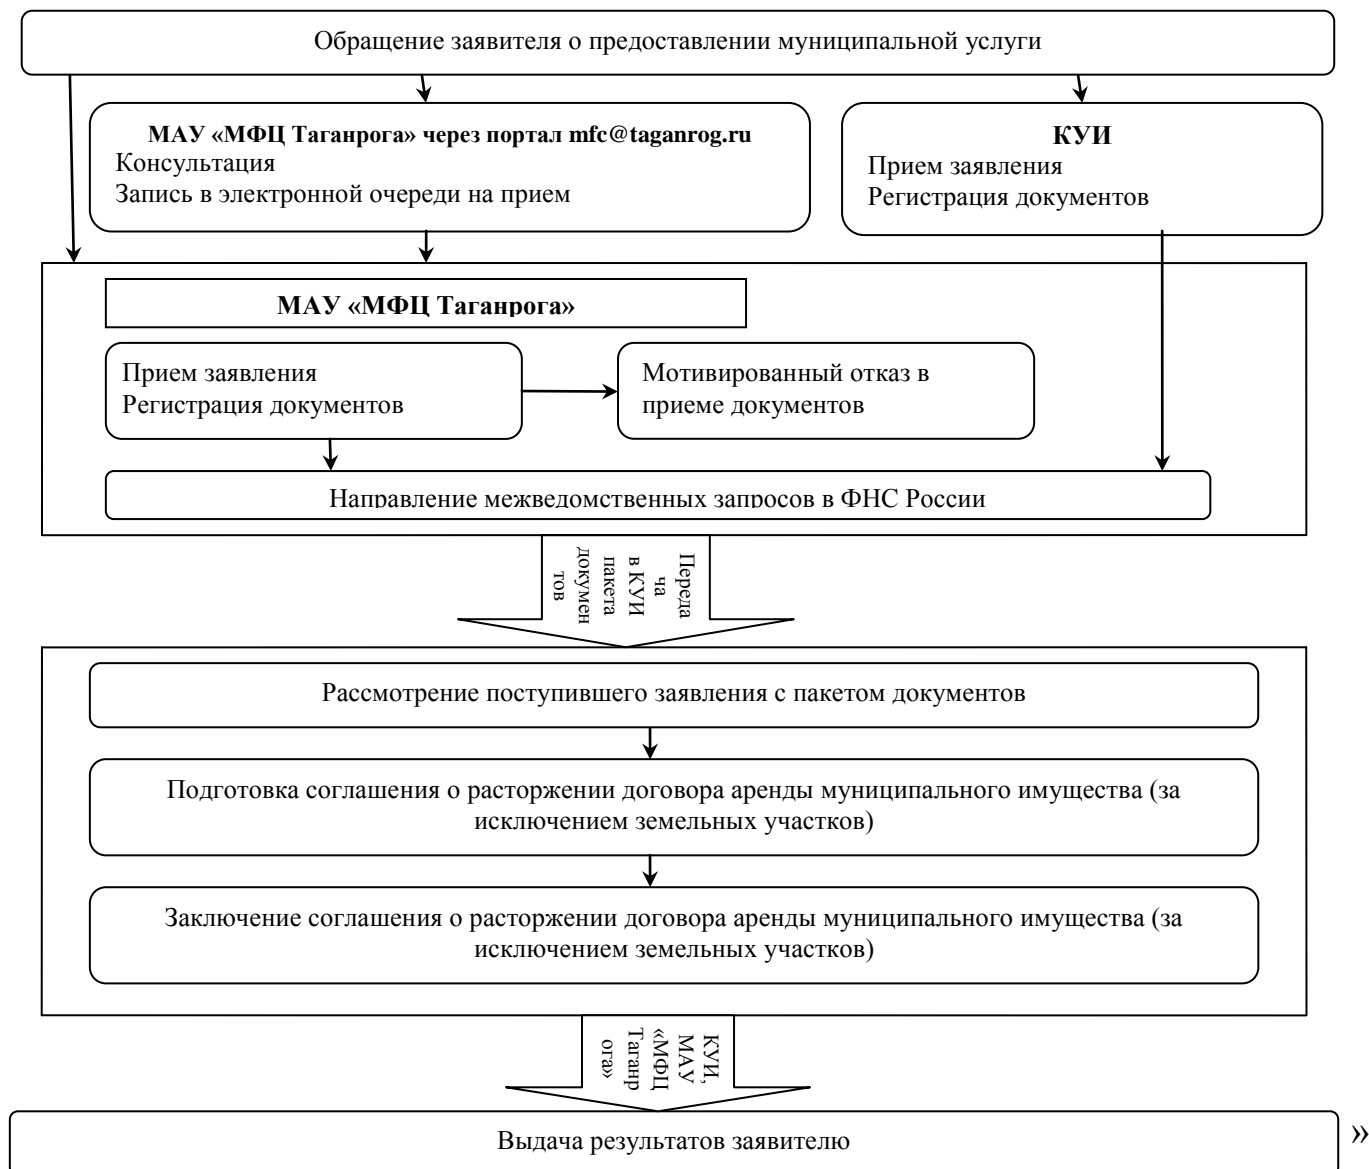 Обращение заявителя о предоставлении муниципальной услуги
МАУ «МФЦ Таганрога» через портал mfc@taganrog.ru
Консультация
Запись в электронной очереди на прием
КУИ
Прием заявления
Регистрация документов
МАУ «МФЦ Таганрога»
Прием заявления
Регистрация документов
Мотивированный отказ в
приеме документов
Направление межведомственных запросов в ФНС России
Переда
ча
в КУИ
пакета
докумен
тов
Рассмотрение поступившего заявления с пакетом документов
Подготовка соглашения о расторжении договора аренды муниципального имущества (за
исключением земельных участков)
Заключение соглашения о расторжении договора аренды муниципального имущества (за
исключением земельных участков)
КУИ,
МАУ
«МФЦ
Таганр
ога»
Выдача результатов заявителю
»